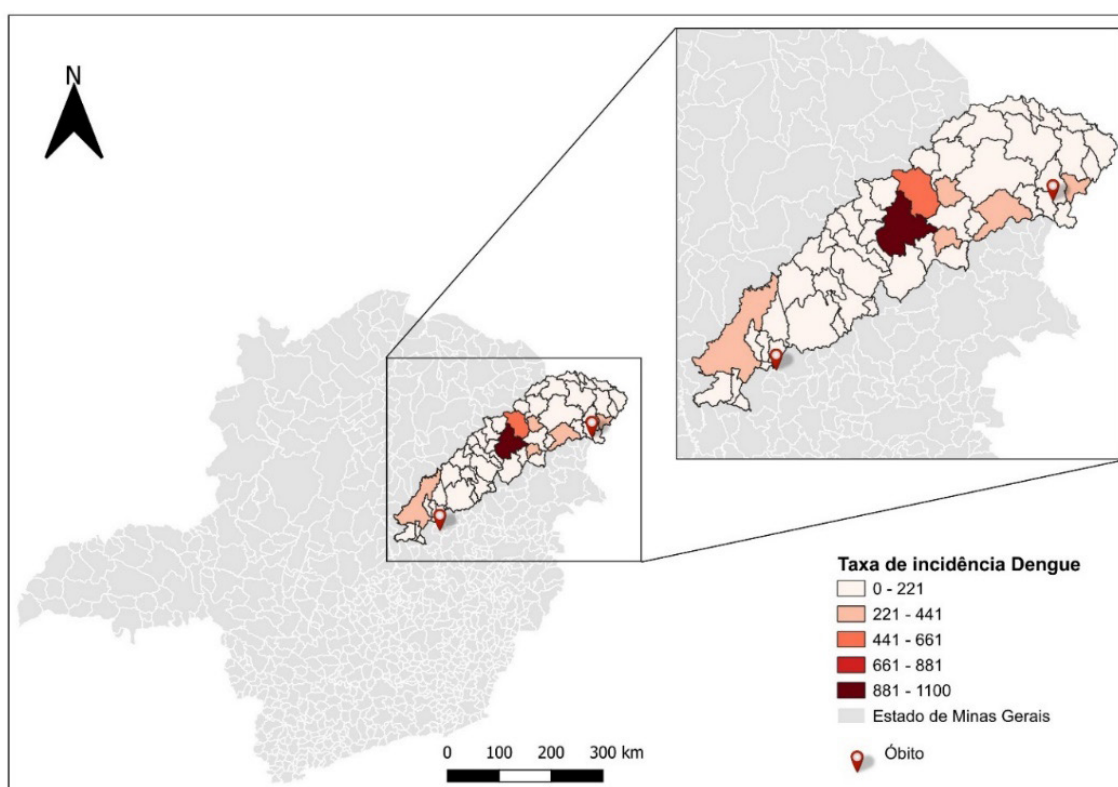 N
Taxa de incidência Dengue
0 - 221
221 - 441
441 - 661
661 - 881
881 - 1100
Estado de Minas Gerais
Óbito
0 100 200 300 km